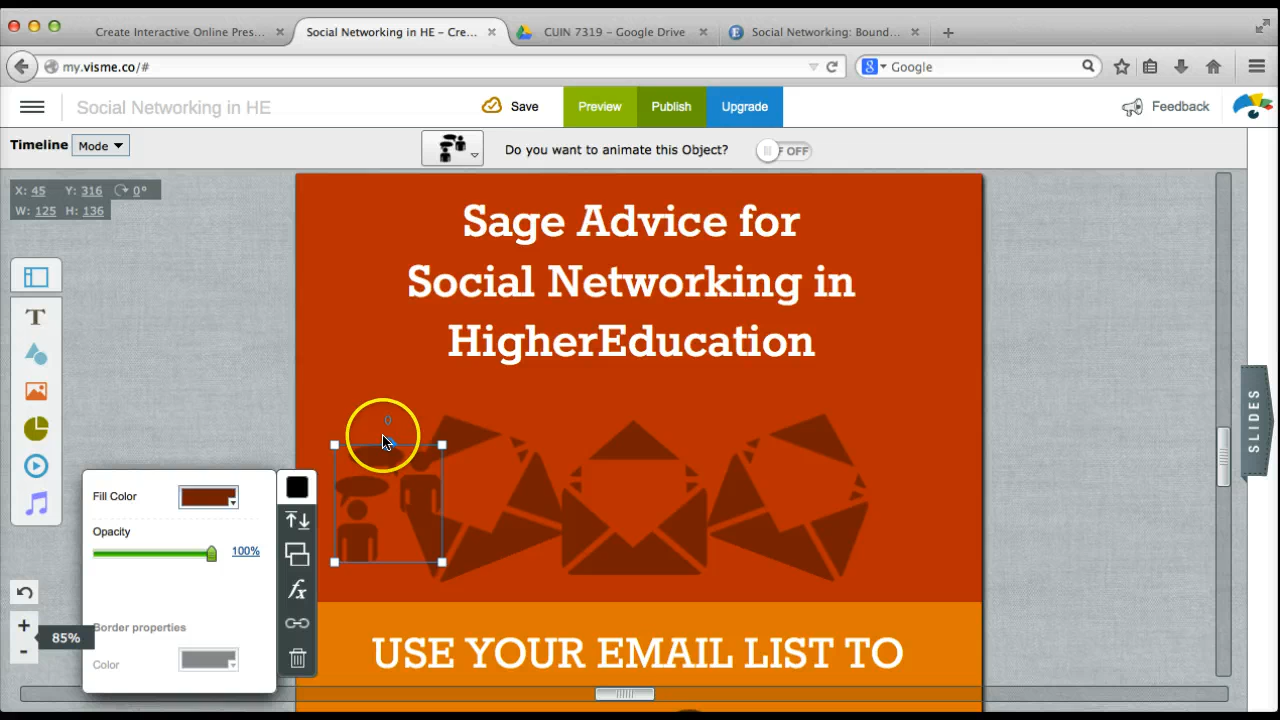 Create Interactive Online Pres...
Social Networking in HE – Cre...
CUIN 7319 – Google Drive
Social Networking: Bound...
my.visme.co/#
Google
Social Networking in HE
Save
Preview
Publish
Upgrade
Feedback
Timeline
Mode
Do you want to animate this Object?
OFF
X: 45 Y: 316 0°
W: 125 H: 136
Sage Advice for
Social Networking in
HigherEducation
0
SLIDES
Fill Color
Opacity
100%
Border properties
Color
+
85%
-
USE YOUR EMAIL LIST TO